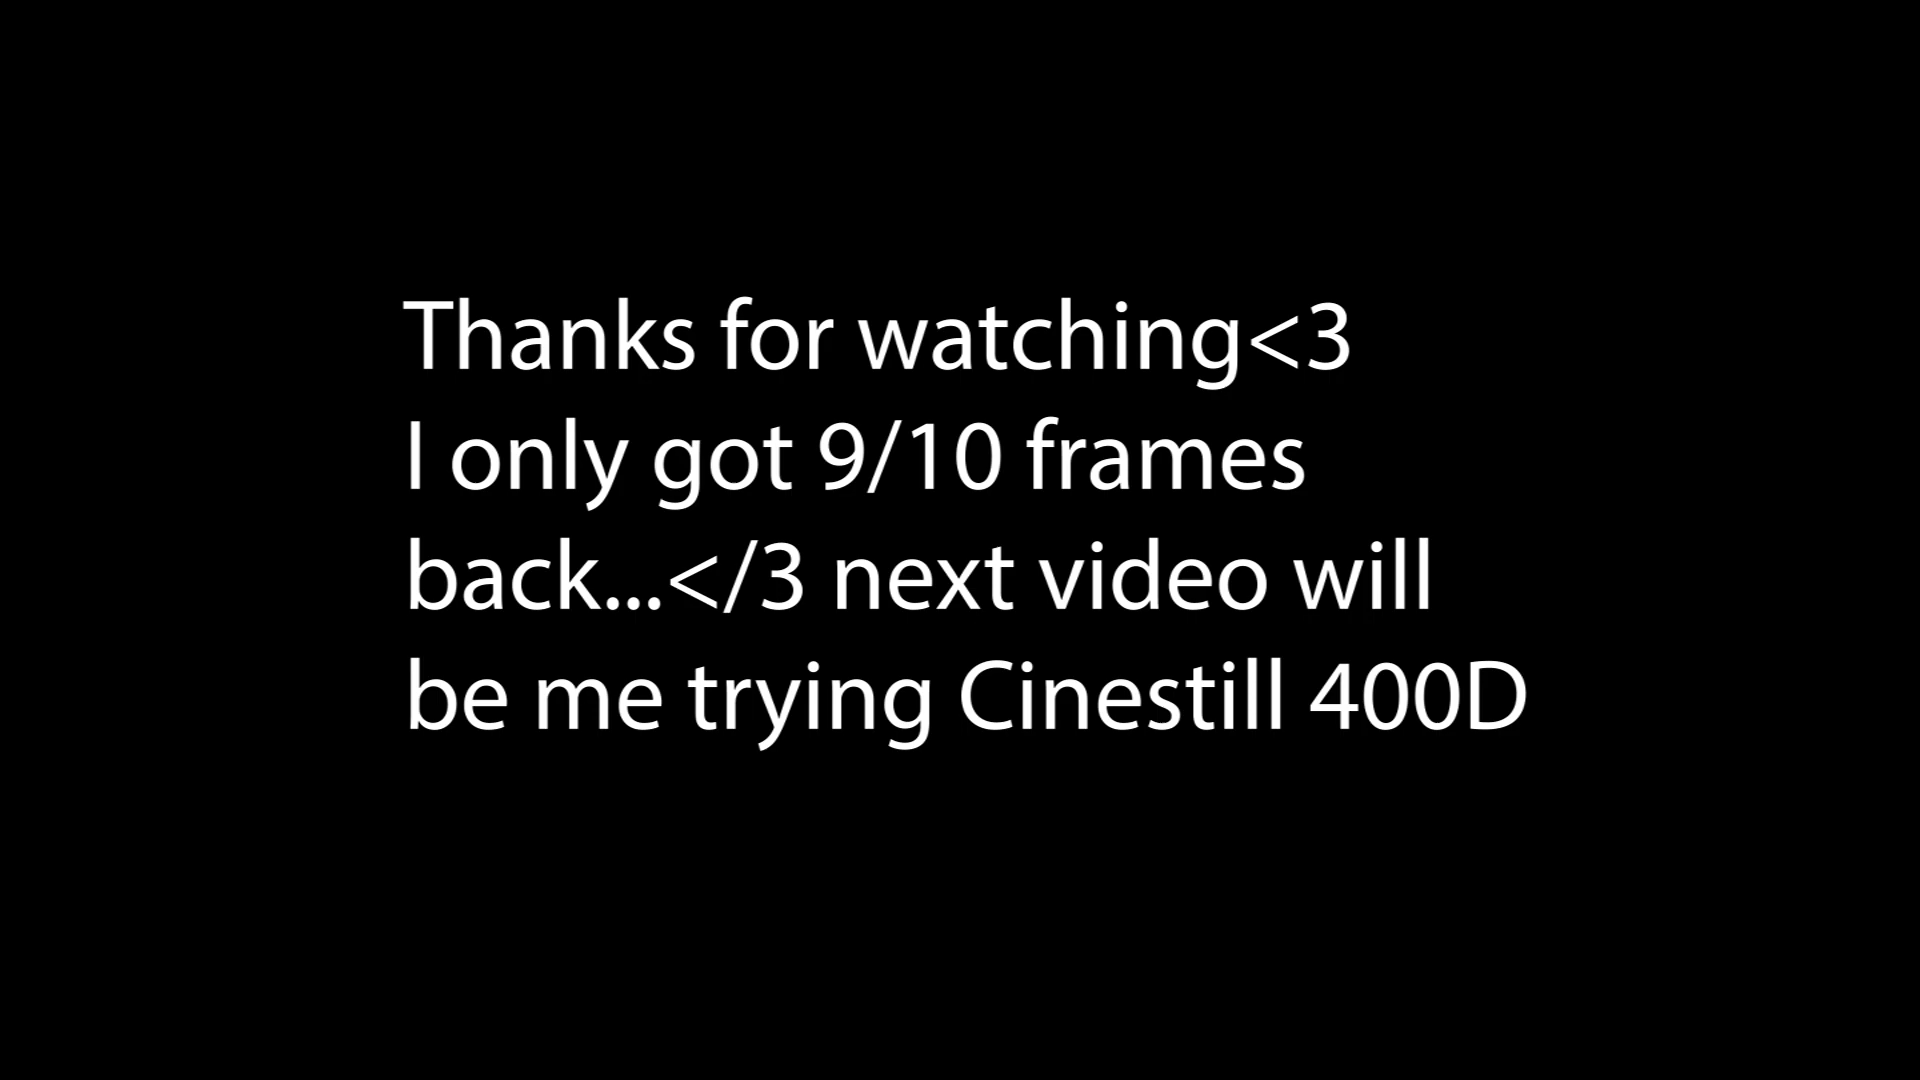 Thanks for watching<3
I only got 9/10 frames
back...</3 next video will
be me trying Cinestill 400D